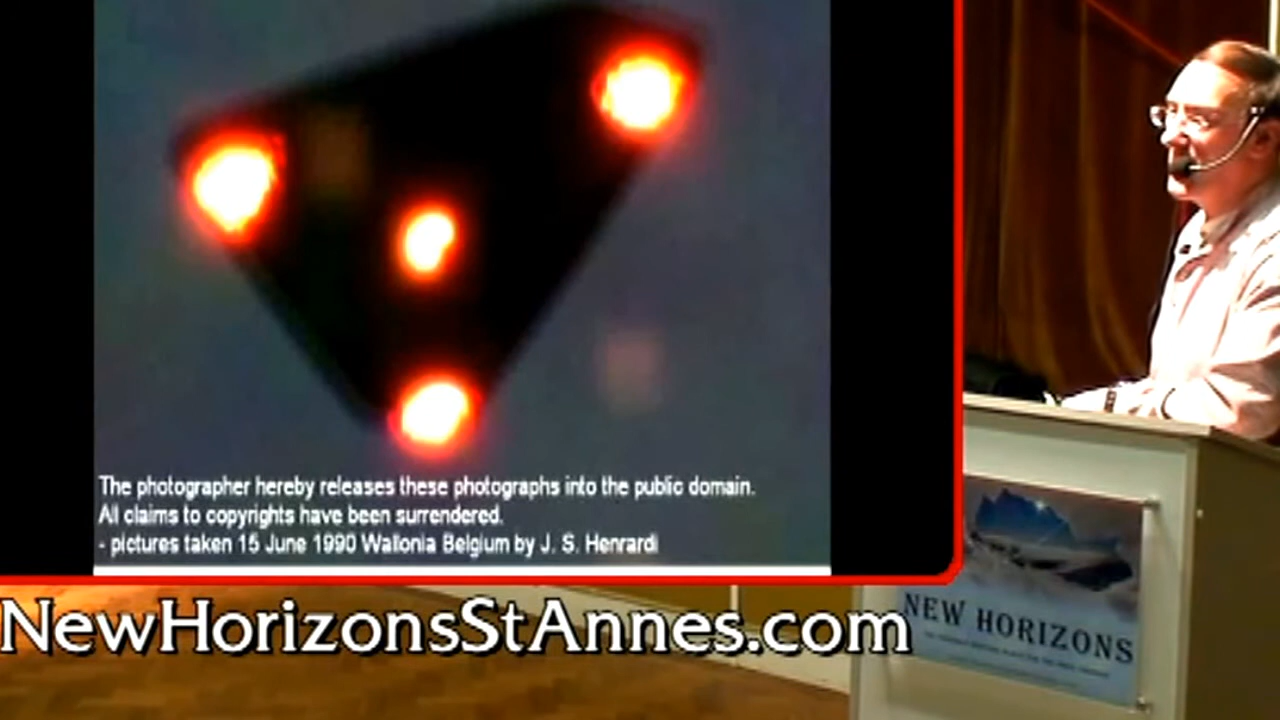 The photographer hereby releases these photographs into the public domain.
All claims to copyrights have been surrendered.
- pictures taken 15 June 1990 Wallonia Belgium by J. S. Henrardi
NewHorizonsStAnnes.com
NEW HORIZONS